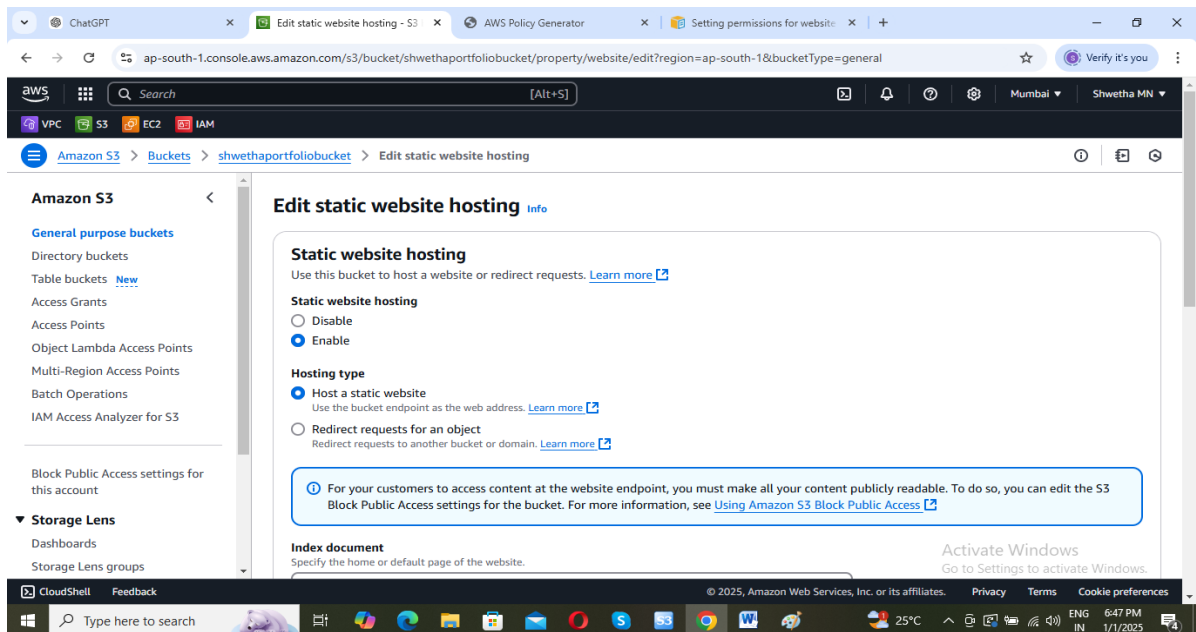 ChatGPT
Edit static website hosting - S3
AWS Policy Generator
Setting permissions for website
ap-south-1.console.aws.amazon.com/s3/bucket/shwethaportfoliobucket/property/website/edit?region=ap-south-1&bucketType=general
Verify it's you
aws
Search [Alt+S]
Mumbai ▼
Shwetha MN ▼
VPC S3 EC2 IAM
Amazon S3 > Buckets > shwethaportfoliobucket > Edit static website hosting
Amazon S3
General purpose buckets
Directory buckets
Table buckets New
Access Grants
Access Points
Object Lambda Access Points
Multi-Region Access Points
Batch Operations
IAM Access Analyzer for S3
Block Public Access settings for
this account
▼ Storage Lens
Dashboards
Storage Lens groups
Edit static website hosting Info
Static website hosting
Use this bucket to host a website or redirect requests. Learn more
Static website hosting
Disable
Enable
Hosting type
Host a static website
Use the bucket endpoint as the web address. Learn more
Redirect requests for an object
Redirect requests to another bucket or domain. Learn more
For your customers to access content at the website endpoint, you must make all your content publicly readable. To do so, you can edit the S3
Block Public Access settings for the bucket. For more information, see Using Amazon S3 Block Public Access
Index document
Specify the home or default page of the website.
Activate Windows
Go to Settings to activate Windows.
CloudShell Feedback
© 2025, Amazon Web Services, Inc. or its affiliates. Privacy Terms Cookie preferences
Type here to search
S3
25°C
ENG
IN
6:47 PM
1/1/2025
4